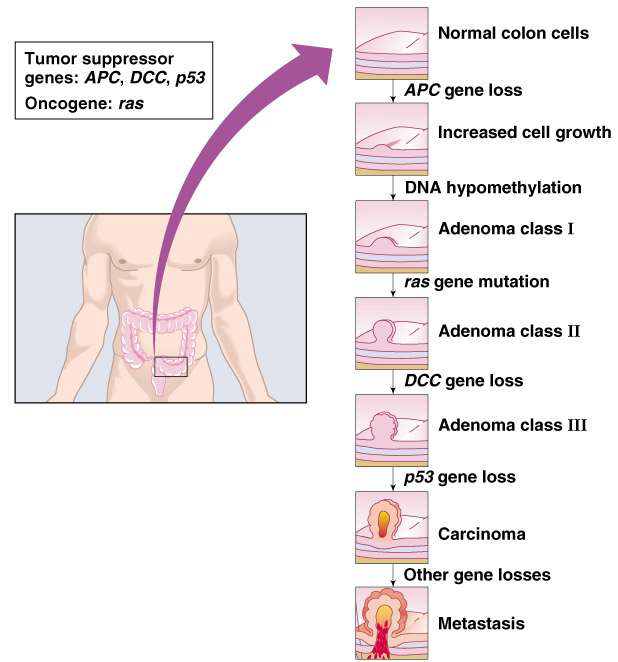 Tumor suppressor
genes: APC, DCC, p53
Oncogene: ras
Normal colon cells
APC gene loss
Increased cell growth
DNA hypomethylation
Adenoma class I
ras gene mutation
Adenoma class II
DCC gene loss
Adenoma class III
p53 gene loss
Carcinoma
Other gene losses
Metastasis